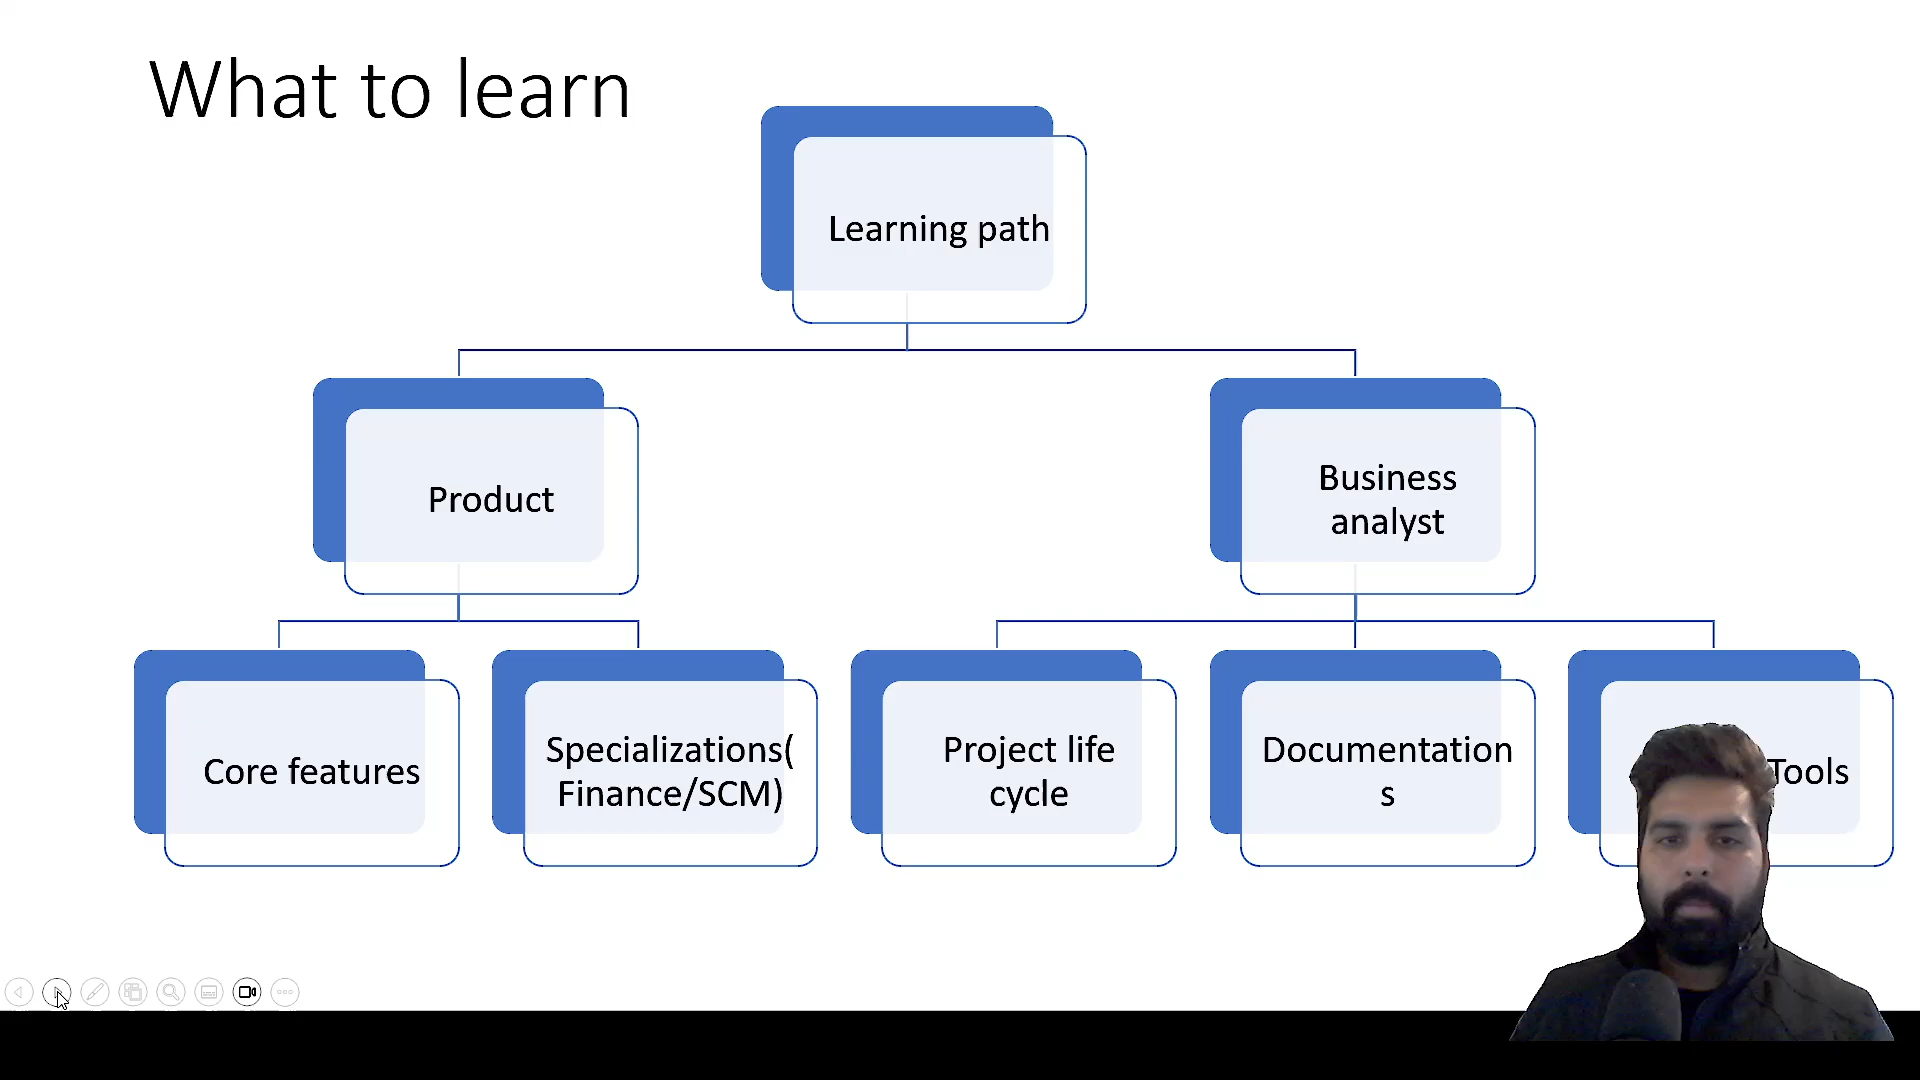 What to learn
Learning path
Product
Business
analyst
Core features
Specializations(
Finance/SCM)
Project life
cycle
Documentation
s
Tools